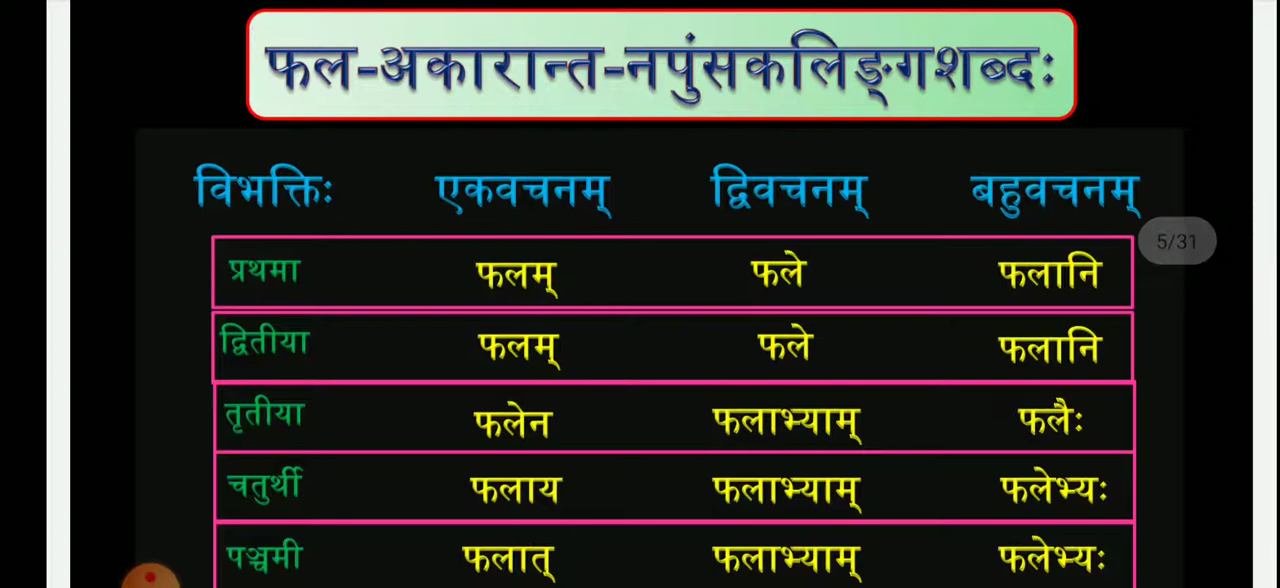 फल-अकारान्त-नपुंसकलिङ्गशब्दः
विभक्तिः एकवचनम् द्विवचनम् बहुवचनम्
5/31
प्रथमा फलम् फले फलानि
द्वितीया फलम् फले फलानि
तृतीया फलेन फलाभ्याम् फलैः
चतुर्थी फलाय फलाभ्याम् फलेभ्यः
पञ्चमी फलात् फलाभ्याम् फलेभ्यः